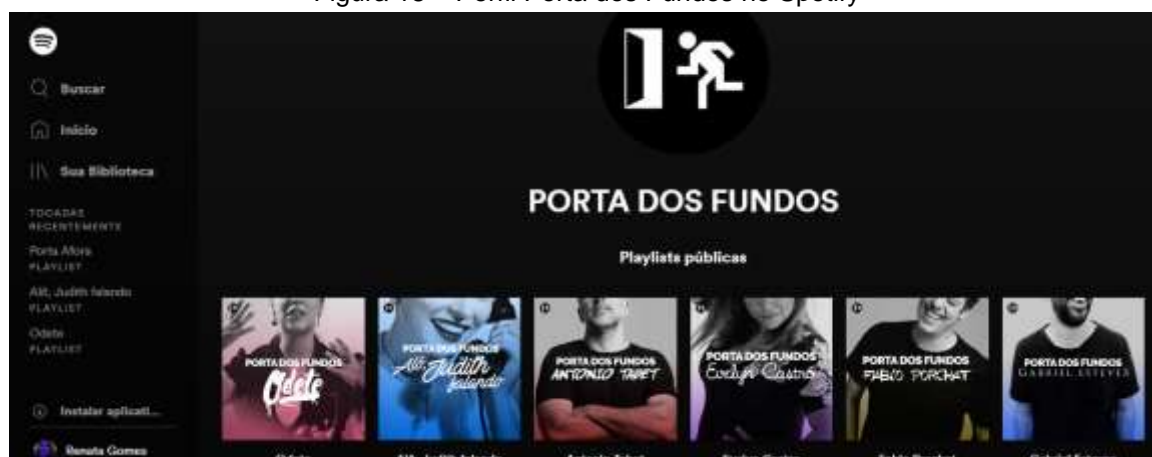 Perfil Porta dos Fundos no Spotify
Buscar
Início
Sua Biblioteca
TOCADAS
RECENTEMENTE
Porta Afora
PLAYLIST
Alô, Judith falando
PLAYLIST
Odete
PLAYLIST
Instalar aplicati...
Renata Gomes
PORTA DOS FUNDOS
Playlists públicas
PORTA DOS FUNDOS
Odete
PORTA DOS FUNDOS
Alô, Judith
falando
PORTA DOS FUNDOS
ANTONIO TABET
PORTA DOS FUNDOS
Evelyn Castro
PORTA DOS FUNDOS
FÁBIO PORCHAT
PORTA DOS FUNDOS
GABRIEL ESTEVES